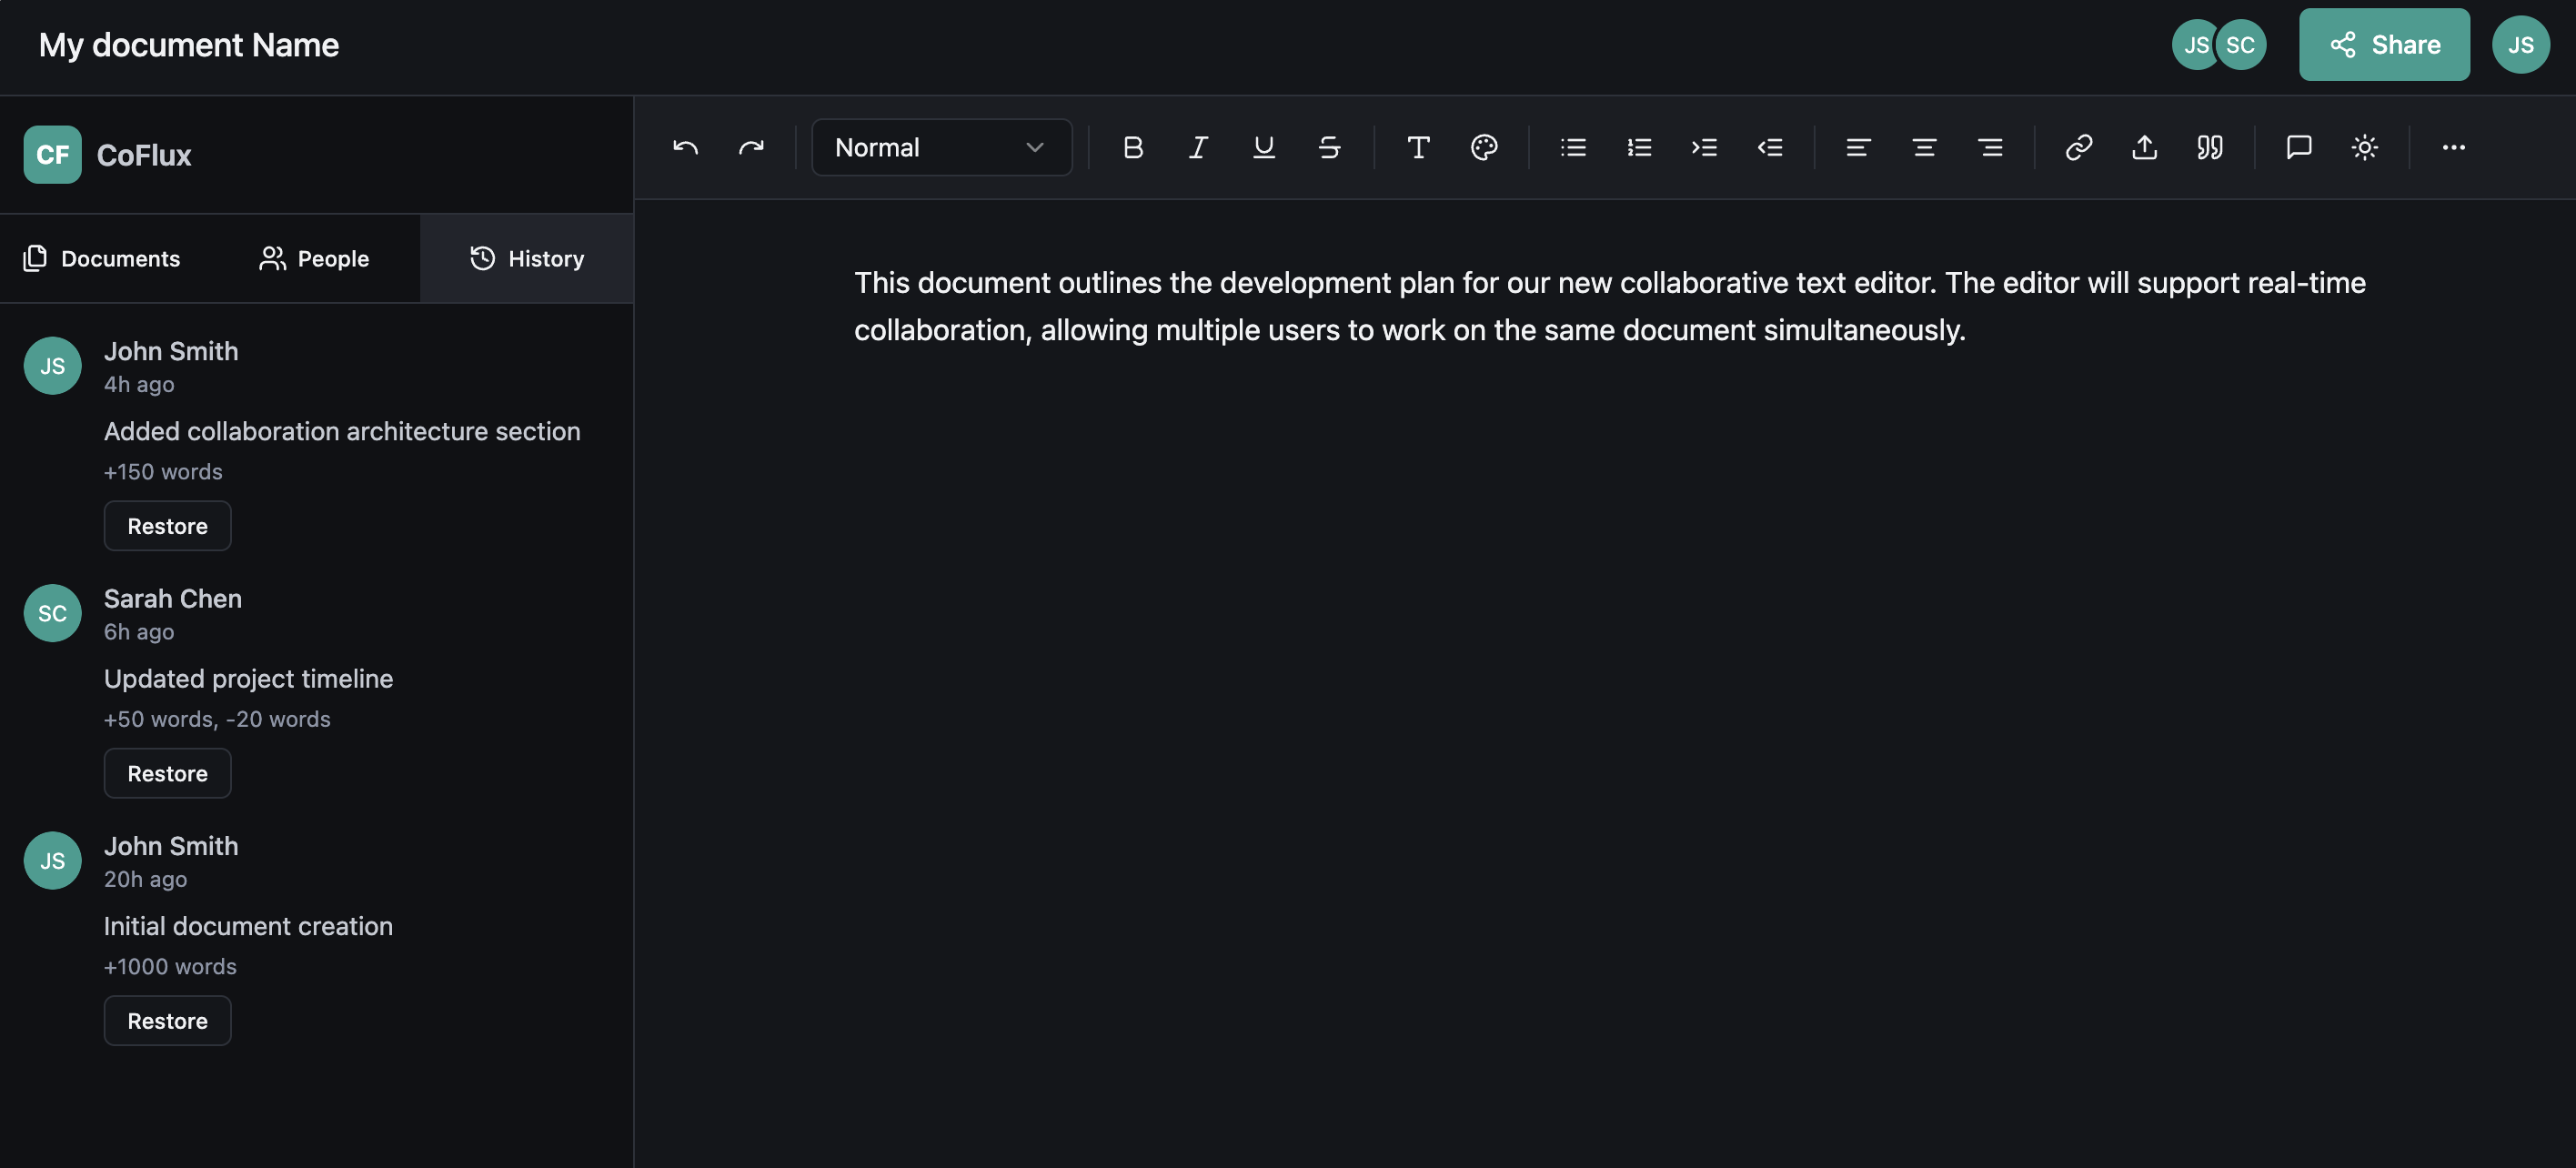 My document Name
JS SC Share JS
CF CoFlux
Normal
Documents People History
This document outlines the development plan for our new collaborative text editor. The editor will support real-time
collaboration, allowing multiple users to work on the same document simultaneously.
JS John Smith
4h ago
Added collaboration architecture section
+150 words
Restore
SC Sarah Chen
6h ago
Updated project timeline
+50 words, -20 words
Restore
JS John Smith
20h ago
Initial document creation
+1000 words
Restore